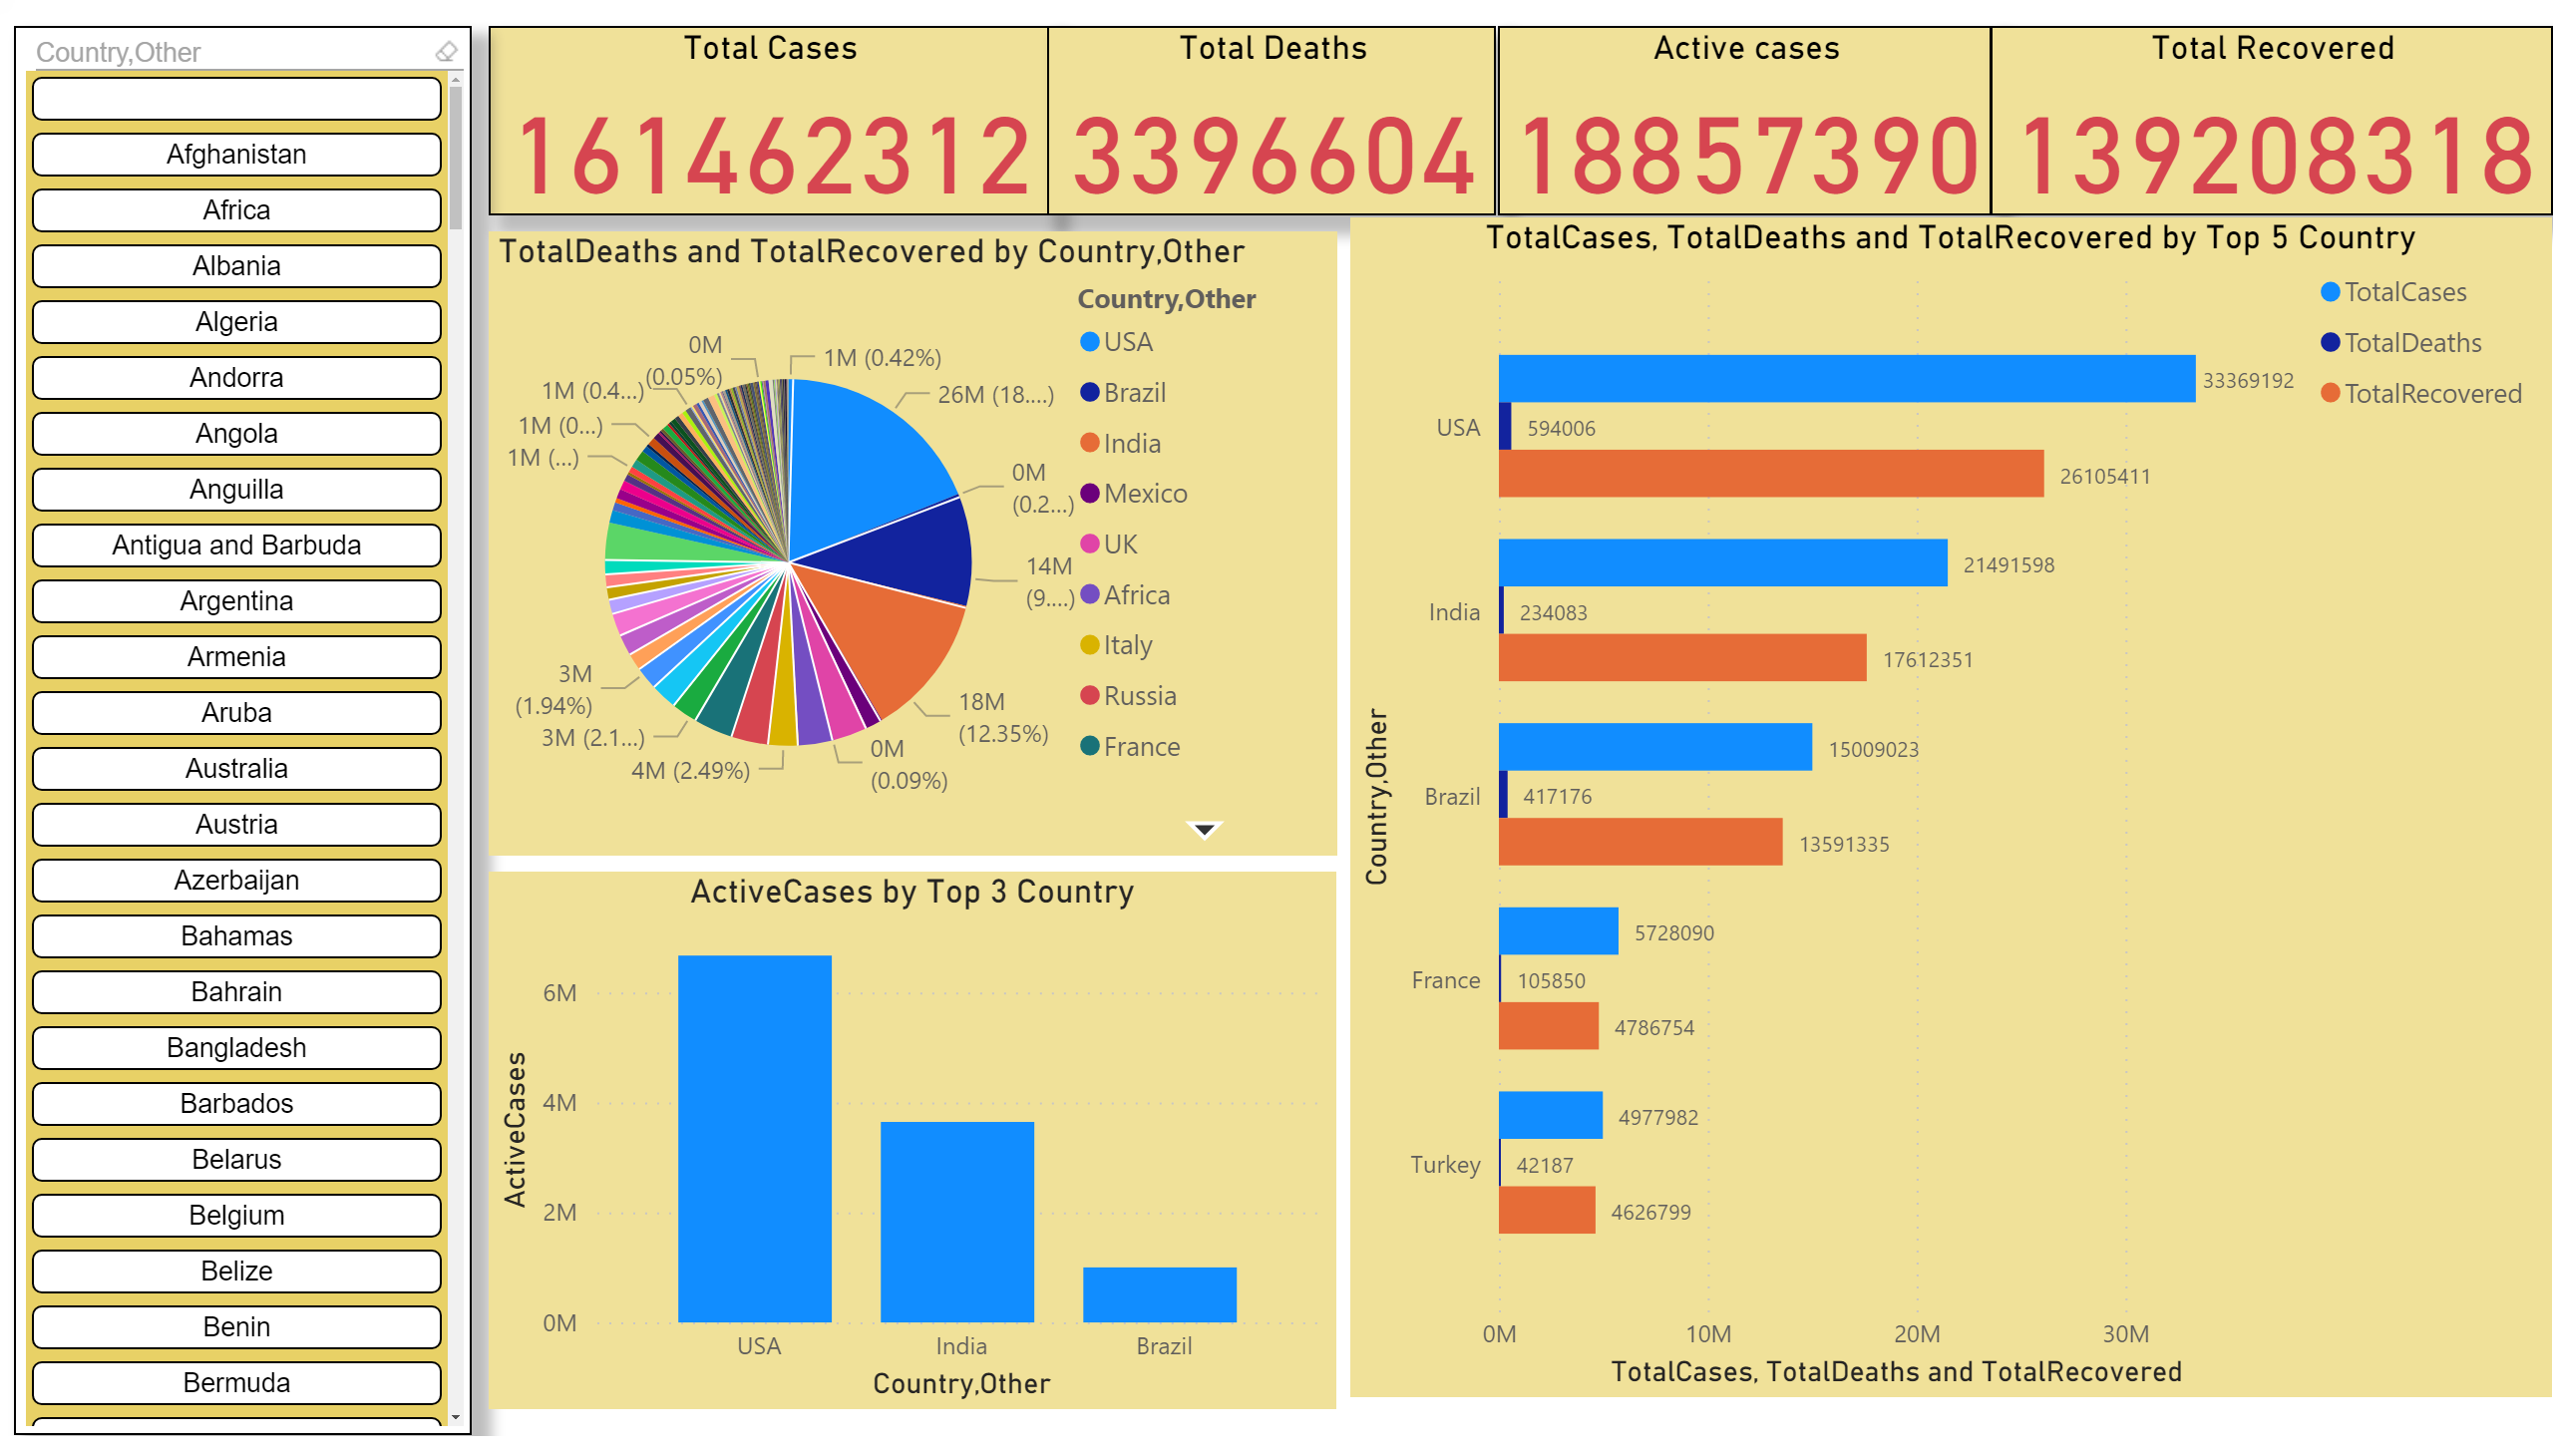 Country,Other
Afghanistan
Africa
Albania
Algeria
Andorra
Angola
Anguilla
Antigua and Barbuda
Argentina
Armenia
Aruba
Australia
Austria
Azerbaijan
Bahamas
Bahrain
Bangladesh
Barbados
Belarus
Belgium
Belize
Benin
Bermuda
Total Cases
161462312
Total Deaths
3396604
Active cases
18857390
Total Recovered
139208318
TotalDeaths and TotalRecovered by Country,Other
1M (0.42%)
26M (18....)
0M
(0.2...)
14M
(9....)
18M
(12.35%)
0M
(0.09%)
4M (2.49%)
3M (2.1...)
3M
(1.94%)
1M (...)
1M (0...)
1M (0.4...)
0M
(0.05%)
Country,Other
USA
Brazil
India
Mexico
UK
Africa
Italy
Russia
France
ActiveCases by Top 3 Country
ActiveCases
6M
4M
2M
0M
USA
India
Brazil
Country,Other
TotalCases, TotalDeaths and TotalRecovered by Top 5 Country
TotalCases
TotalDeaths
TotalRecovered
Country,Other
USA
33369192
594006
26105411
India
21491598
234083
17612351
Brazil
15009023
417176
13591335
France
5728090
105850
4786754
Turkey
4977982
42187
4626799
0M
10M
20M
30M
TotalCases, TotalDeaths and TotalRecovered